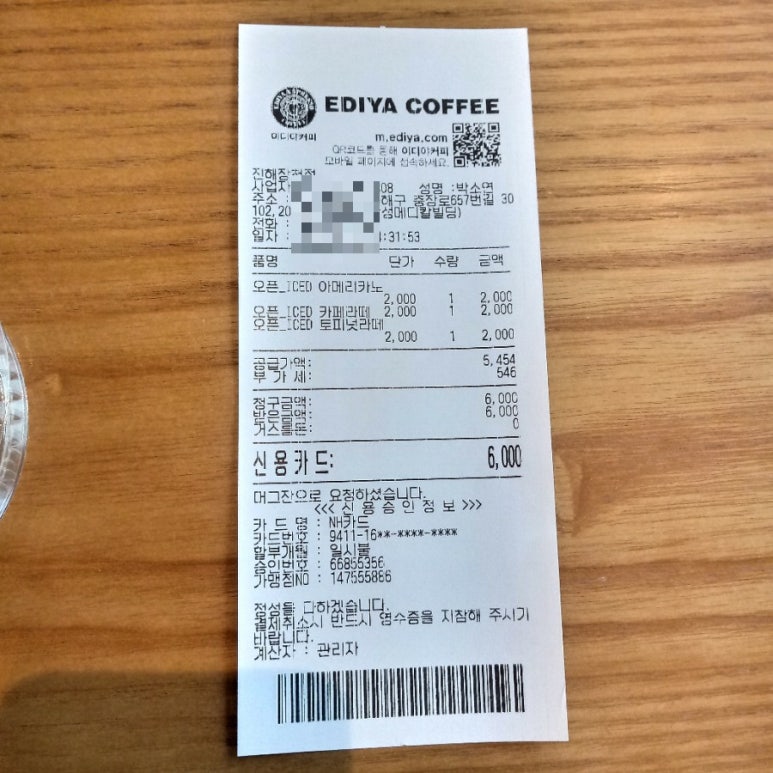 EDIYA COFFEE
이디야커피
m.ediya.com
QR코드를 통해 이디야커피
모바일 페이지에 접속하세요.
사업자 08 성명 :박소연
주소 : 해구 중장로657번길 30
102,20 성메디칼빌딩)
전화 :
일자 : :31:53
품명 단가 수량 금액
오픈_ICED 아메리카노
2,000 1 2,000
오픈_ICED 카페라떼 2,000 1 2,000
오픈_ICED 토피넛라떼
2,000 1 2,000
공급가액: 5,454
부 가 세: 546
청구금액: 6,000
받은금액: 6,000
거스름돈: 0
신용카드: 6,000
머그잔으로 요청하셨습니다.
<<< 신 용 승 인 정 보 >>>
카 드 명 : NH카드
카드번호 : 9411-16**-****-****
할부개월 : 일시불
승인번호 : 66855356
가맹점NO : 147555886
정성을 다하겠습니다.
결제취소시 반드시 영수증을 지참해 주시기
바랍니다.
계산자 : 관리자